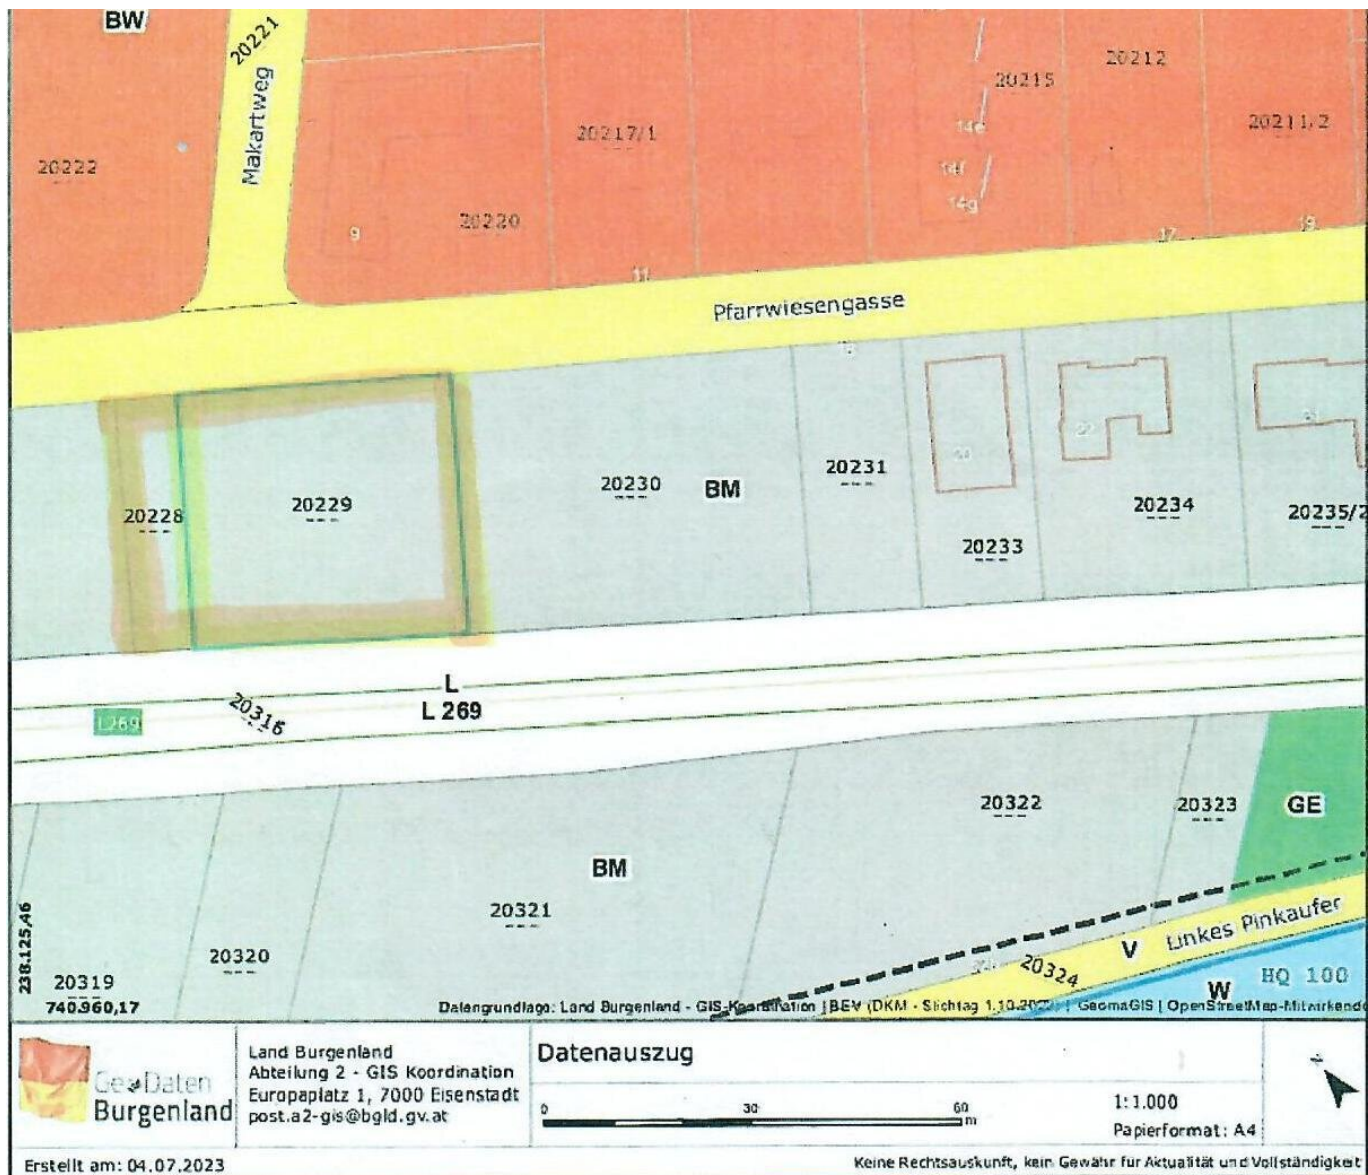 BW
20221
Makartweg
20222
9
20220
20217/1
11
14e
14f
14g
20215
20212
17
20211/2
19
Pfarrwiesengasse
20228
20229
20230
BM
20231
20233
20234
20235/2
L
L 269
L269
20316
20319
20320
20321
BM
20322
20323
GE
V
Linkes Pinkaufer
20324
W
HQ 100
238.125,46
740.960,17
Datengrundlage: Land Burgenland - GIS-Koordination | BEV (DKM - Stichtag 1.10.2022) | GeomaGIS | OpenStreetMap-Mitwirkende
GeoDaten
Burgenland
Land Burgenland
Abteilung 2 - GIS Koordination
Europaplatz 1, 7000 Eisenstadt
post.a2-gis@bgld.gv.at
Datenauszug
0 30 60
m
1:1.000
Papierformat: A4
Erstellt am: 04.07.2023
Keine Rechtsauskunft, kein Gewähr für Aktualität und Vollständigkeit